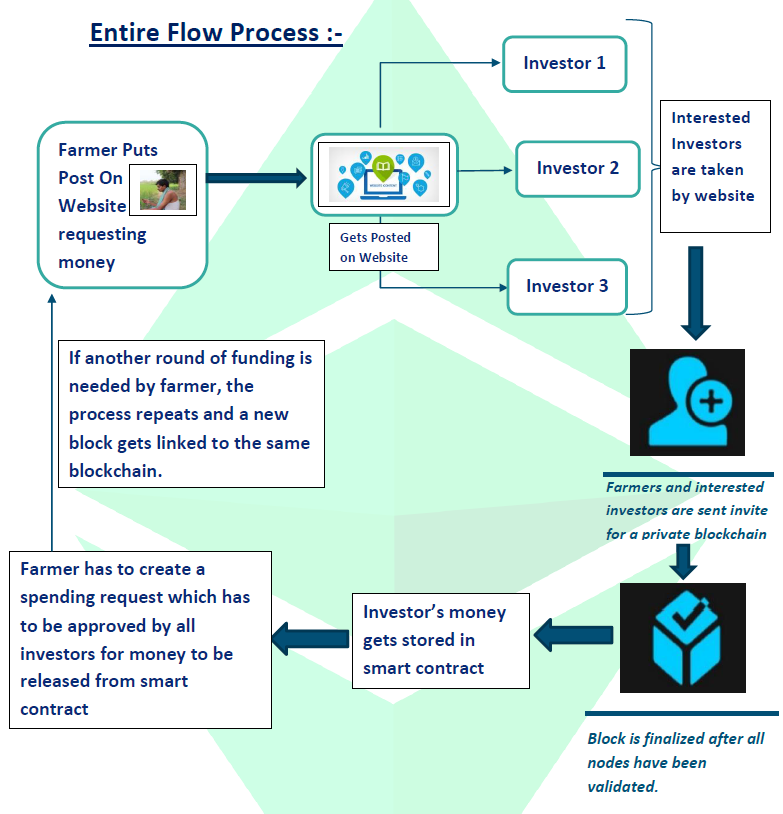 Entire Flow Process :-
Farmer Puts
Post On
Website
requesting
money
Gets Posted
on Website
Investor 1
Investor 2
Investor 3
Interested
Investors
are taken
by website
Farmers and interested
investors are sent invite
for a private blockchain
Block is finalized after all
nodes have been
validated.
Investor’s money
gets stored in
smart contract
Farmer has to create a
spending request which has
to be approved by all
investors for money to be
released from smart
contract
If another round of funding is
needed by farmer, the
process repeats and a new
block gets linked to the same
blockchain.